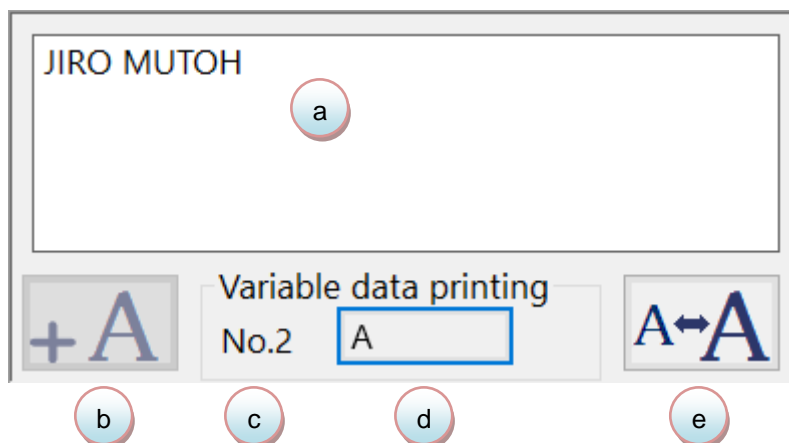 JIRO MUTOH
a
Variable data printing
+A
No.2
A
A↔A
b
c
d
e